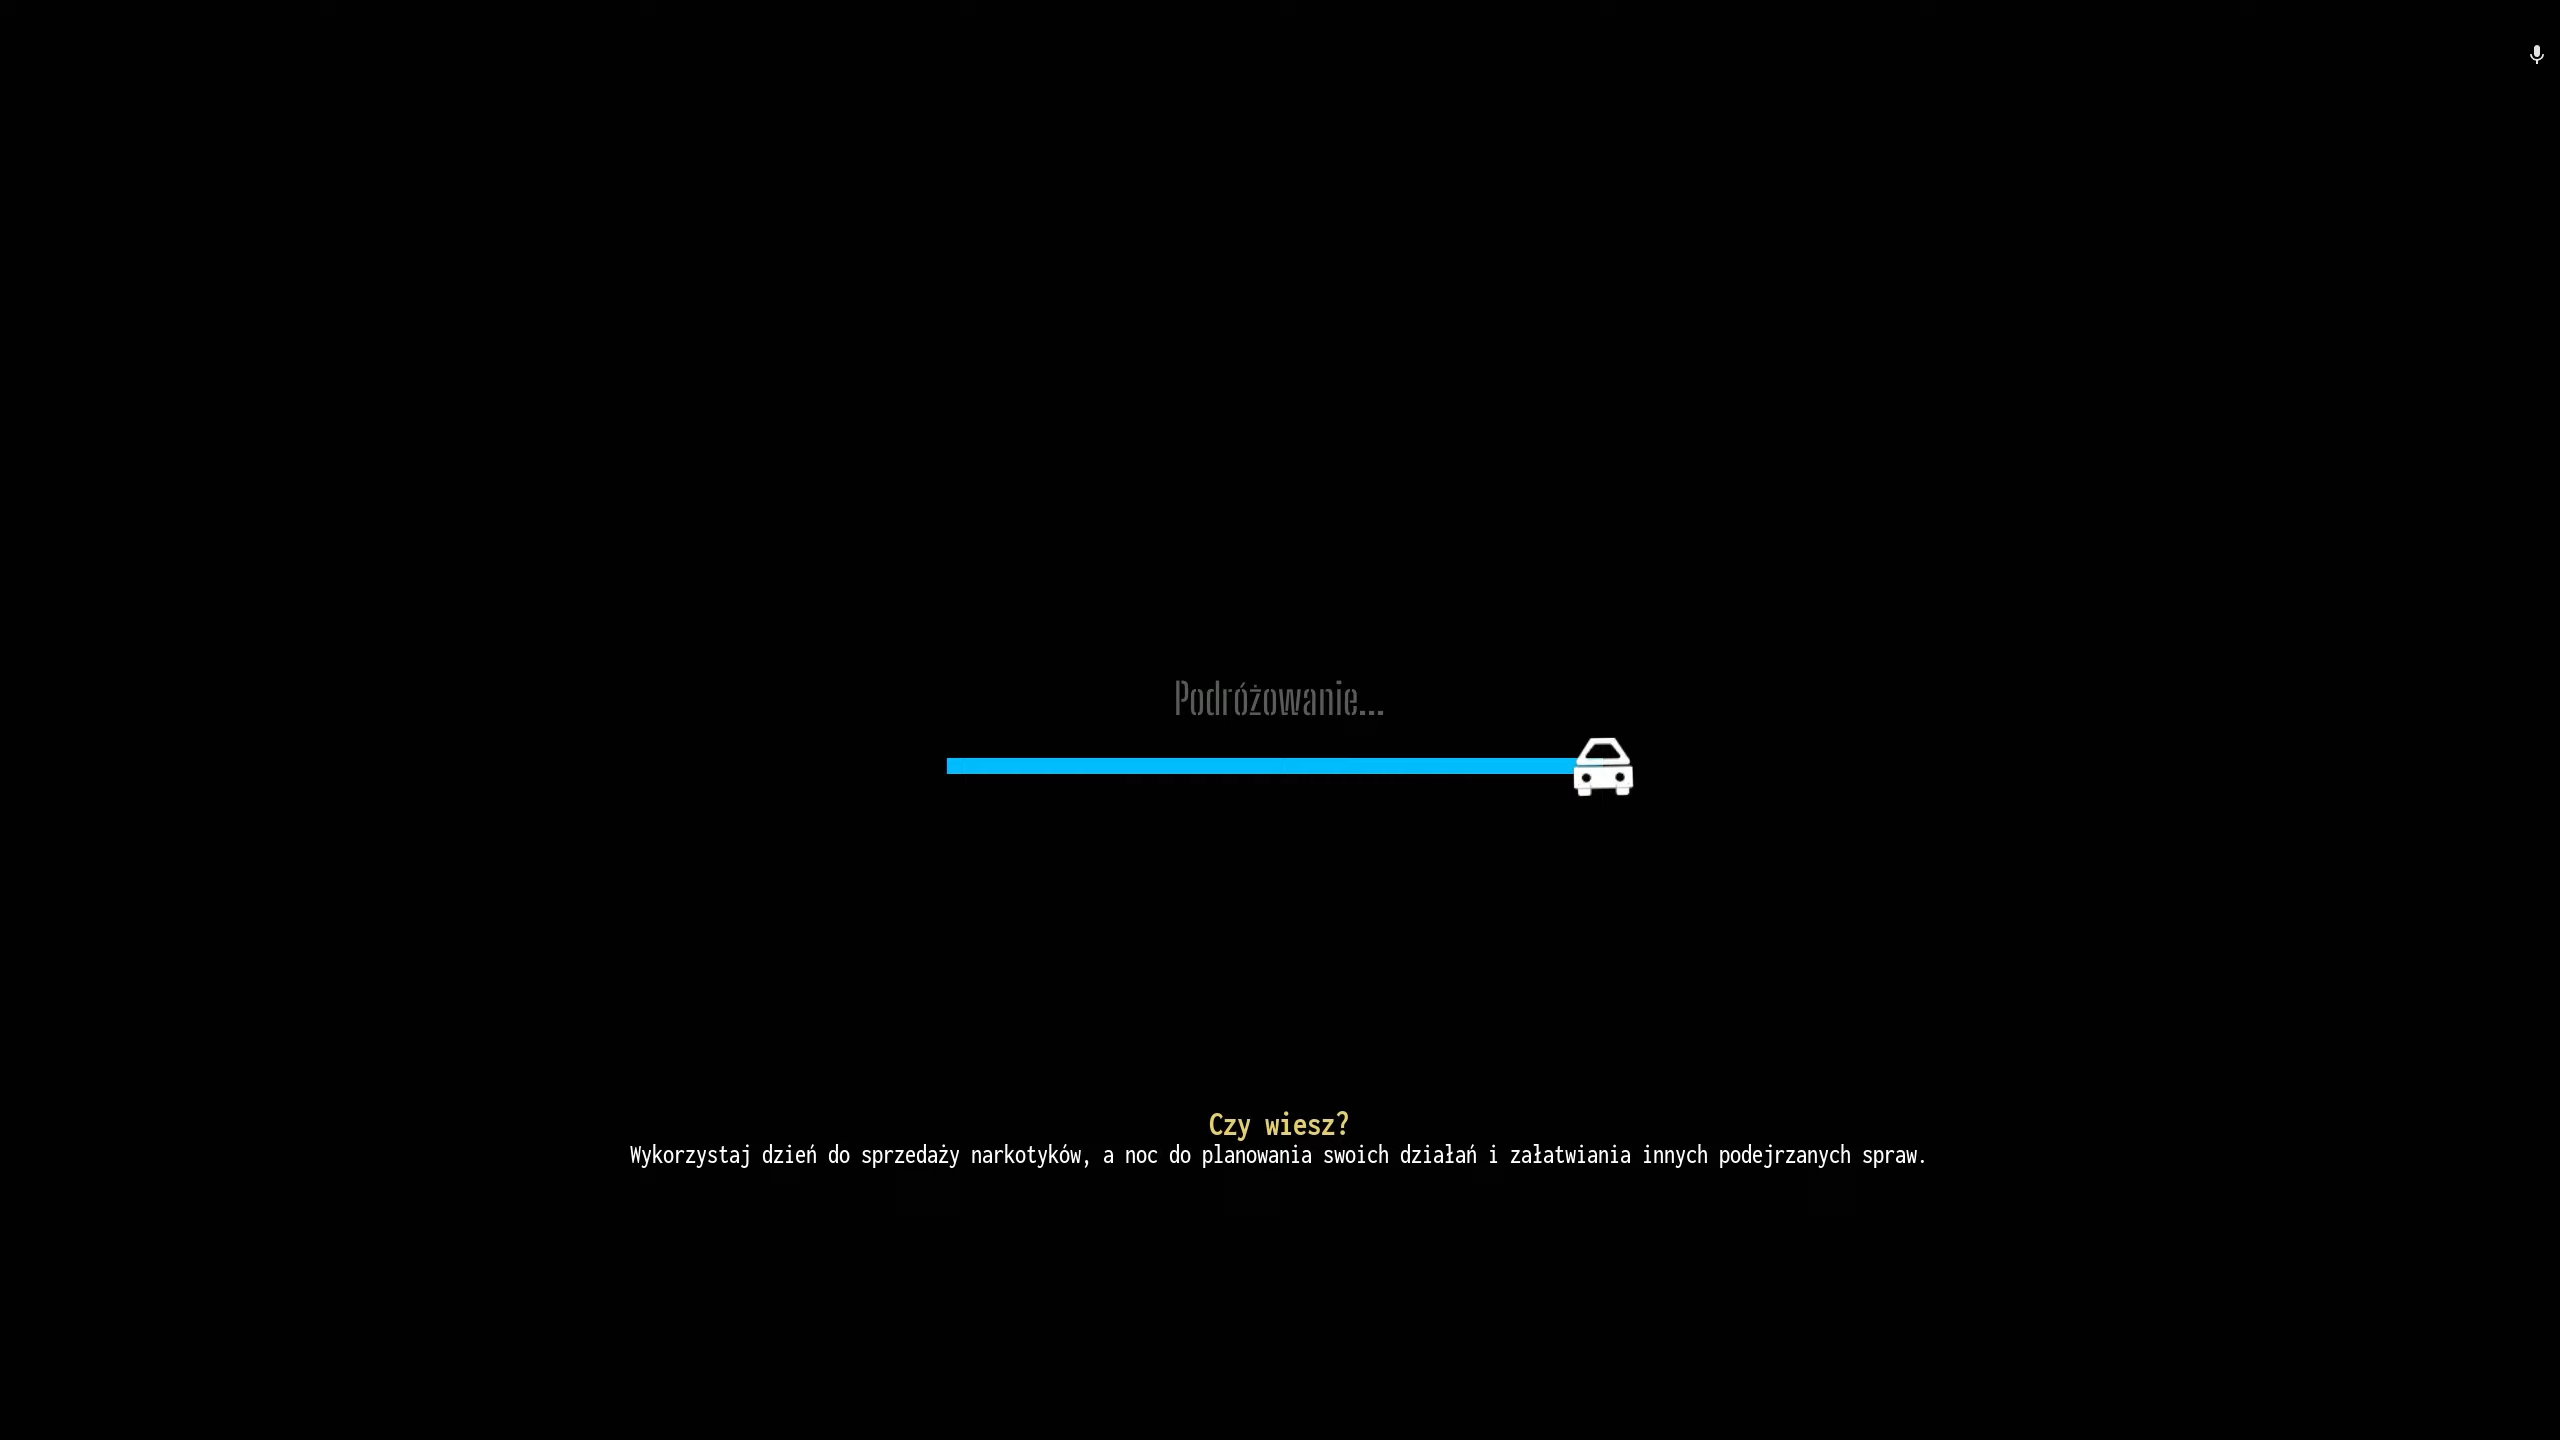 Podróżowanie...
Czy wiesz?
Wykorzystaj dzień do sprzedaży narkotyków, a noc do planowania swoich działań i załatwiania innych podejrzanych spraw.